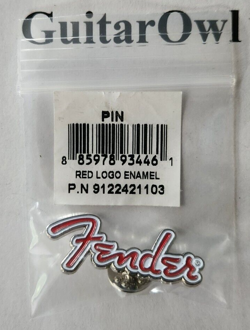 GuitarOwl
PIN
8 85978 93446 1
RED LOGO ENAMEL
P.N 9122421103
Fender®